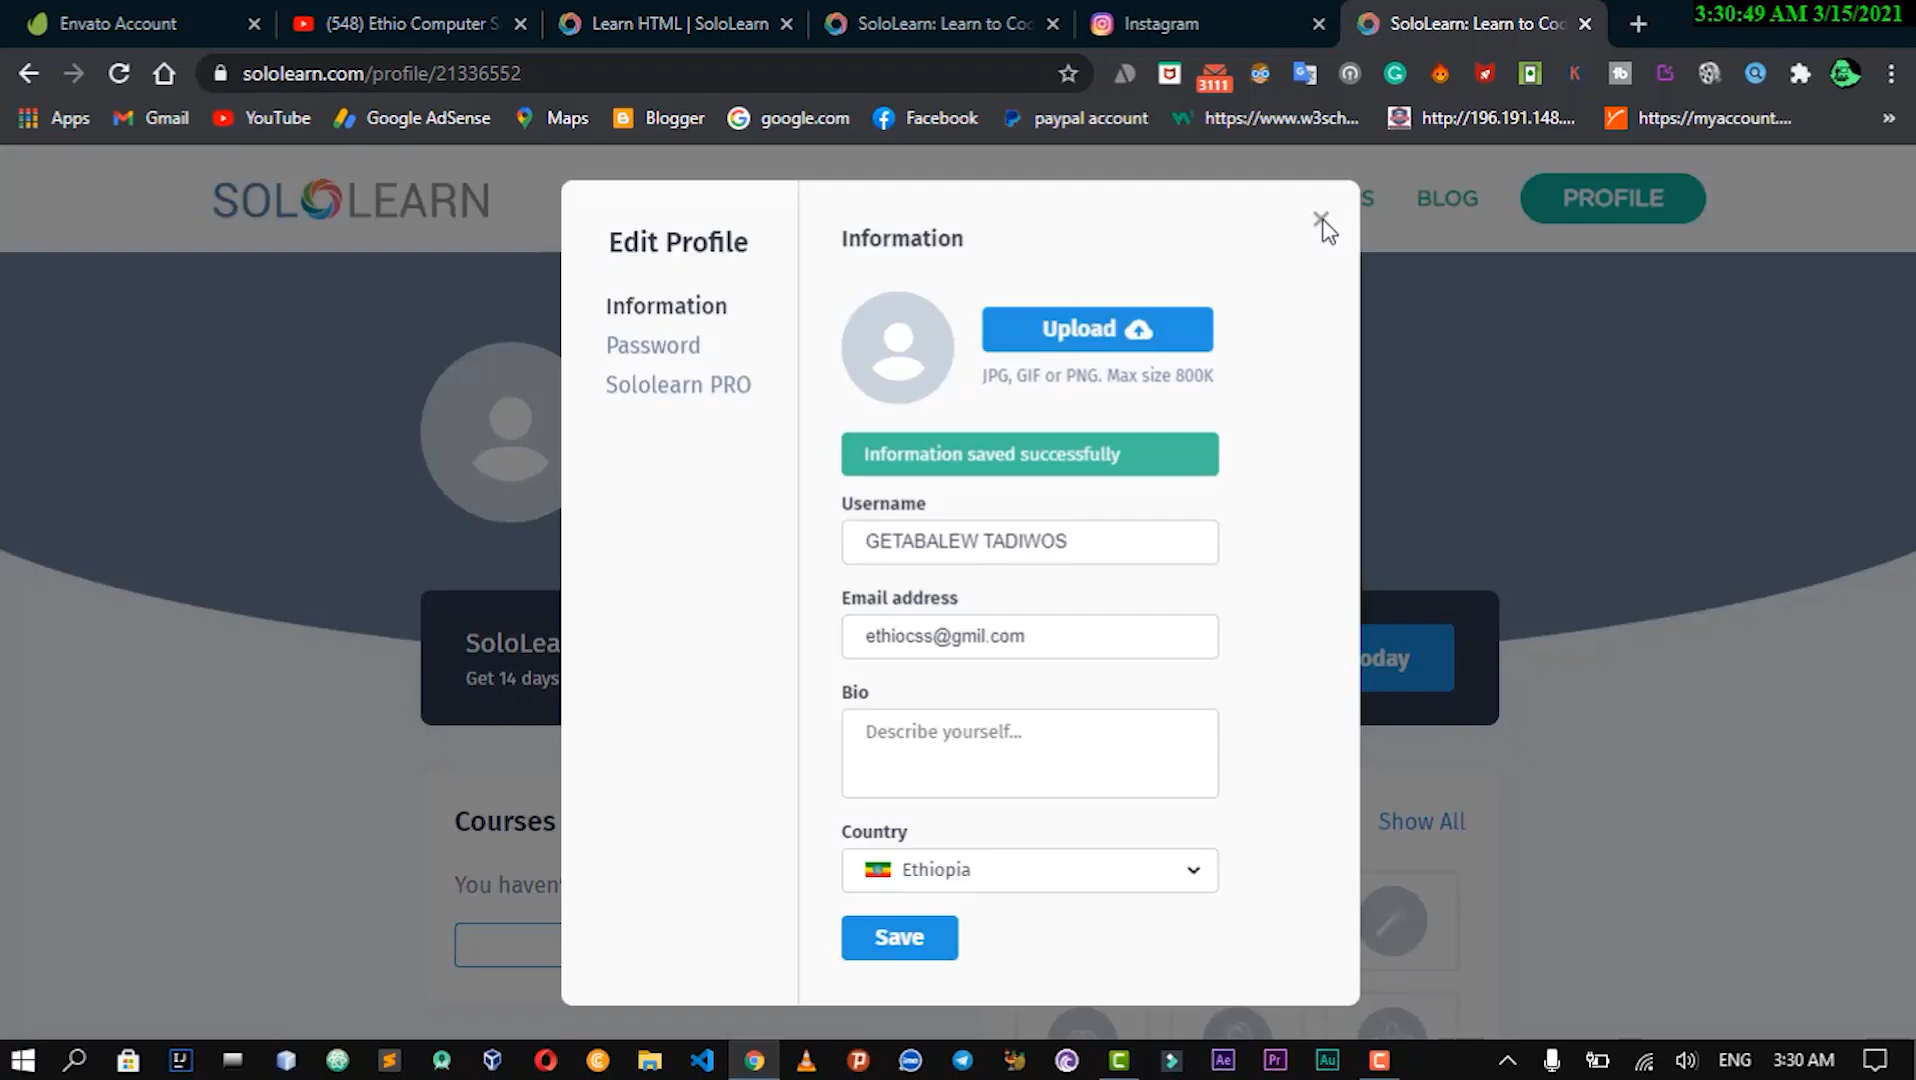 Envato Account
(548) Ethio Computer S
Learn HTML | SoloLearn
SoloLearn: Learn to Co
Instagram
SoloLearn: Learn to Co
3:30:49 AM 3/15/2021
sololearn.com/profile/21336552
3111
Apps
Gmail
YouTube
Google AdSense
Maps
Blogger
google.com
Facebook
paypal account
https://www.w3sch...
http://196.191.148....
https://myaccount....
»
SOLOLEARN
S
BLOG
PROFILE
Edit Profile
Information
Password
Sololearn PRO
Information
Upload
JPG, GIF or PNG. Max size 800K
Information saved successfully
Username
GETABALEW TADIWOS
Email address
ethiocss@gmil.com
Bio
Describe yourself...
Country
Ethiopia
Save
SoloLea
Get 14 days
oday
Courses
Show All
You haven'
ENG
3:30 AM